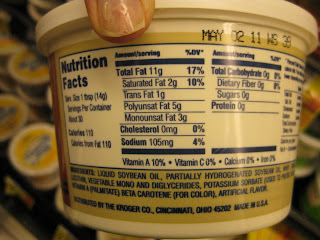 MAY 02 11 WS 39
Nutrition Facts
Serv. Size 1 tbsp (14g)
Servings Per Container
About 30
Calories 110
Calories from Fat 110
Amount/serving %DV*
Total Fat 11g 17%
Saturated Fat 2g 10%
Trans Fat 1g
Polyunsat Fat 5g
Monounsat Fat 3g
Cholesterol 0mg 0%
Sodium 105mg 4%
Amount/serving %DV*
Total Carbohydrate 0g 0%
Dietary Fiber 0g 0%
Sugars 0g
Protein 0g
Vitamin A 10% • Vitamin C 0% • Calcium 0% • Iron 0%
INGREDIENTS: LIQUID SOYBEAN OIL, PARTIALLY HYDROGENATED SOYBEAN OIL,
LECITHIN, VEGETABLE MONO AND DIGLYCERIDES, POTASSIUM SORBATE
VITAMIN A (PALMITATE) BETA CAROTENE (FOR COLOR), ARTIFICIAL FLAVOR.
DISTRIBUTED BY THE KROGER CO., CINCINNATI, OHIO 45202 MADE IN U.S.A.